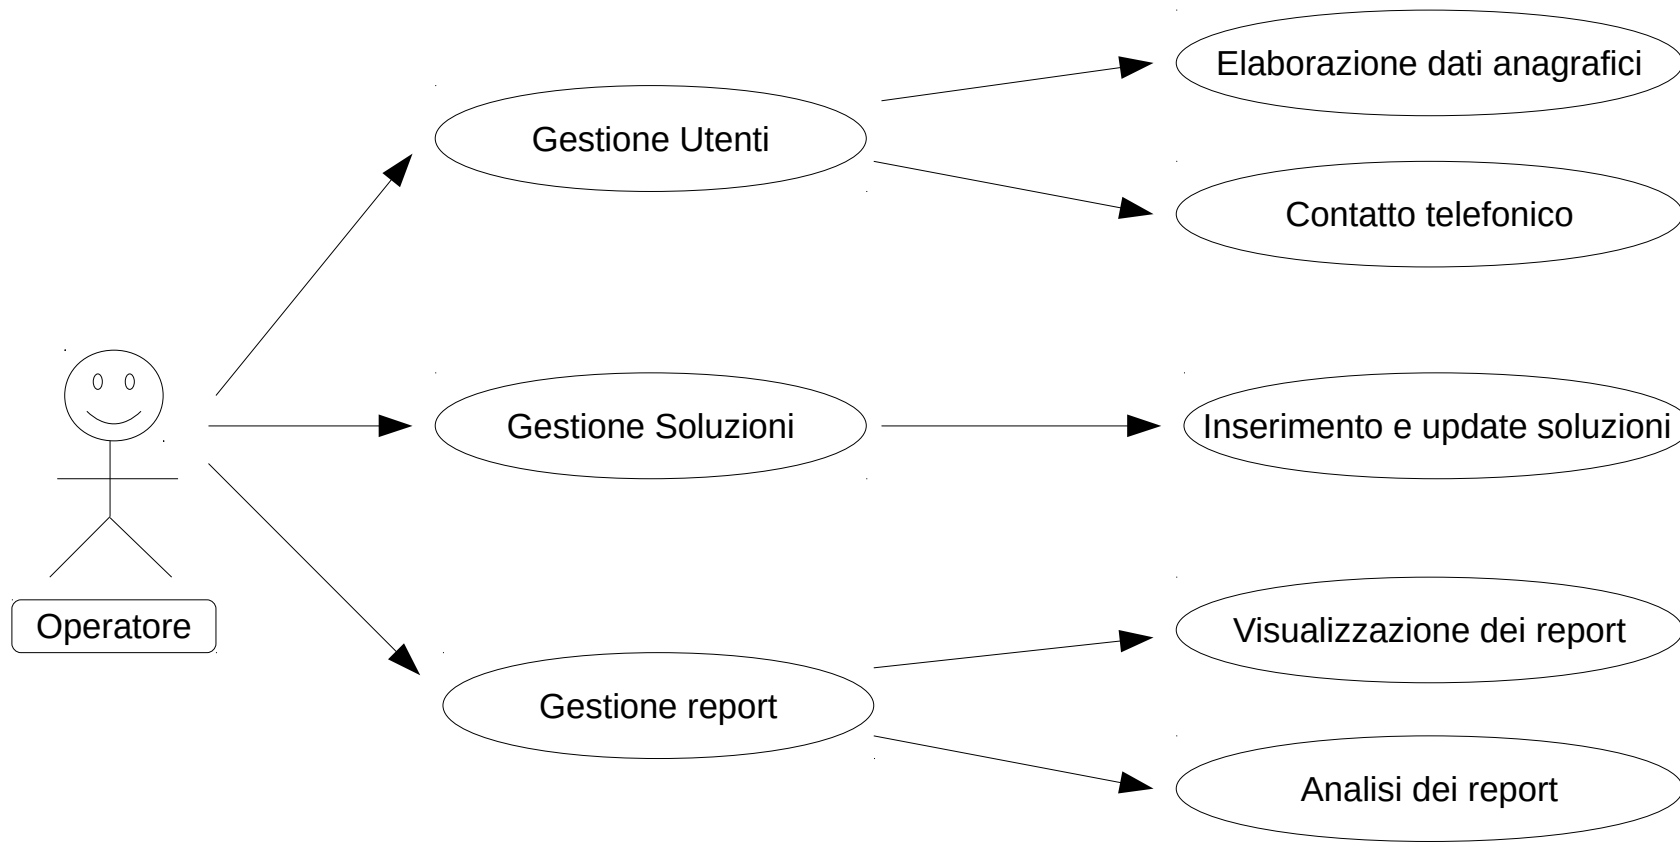 Elaborazione dati anagrafici
Gestione Utenti
Contatto telefonico
Gestione Soluzioni
Inserimento e update soluzioni
Operatore
Visualizzazione dei report
Gestione report
Analisi dei report